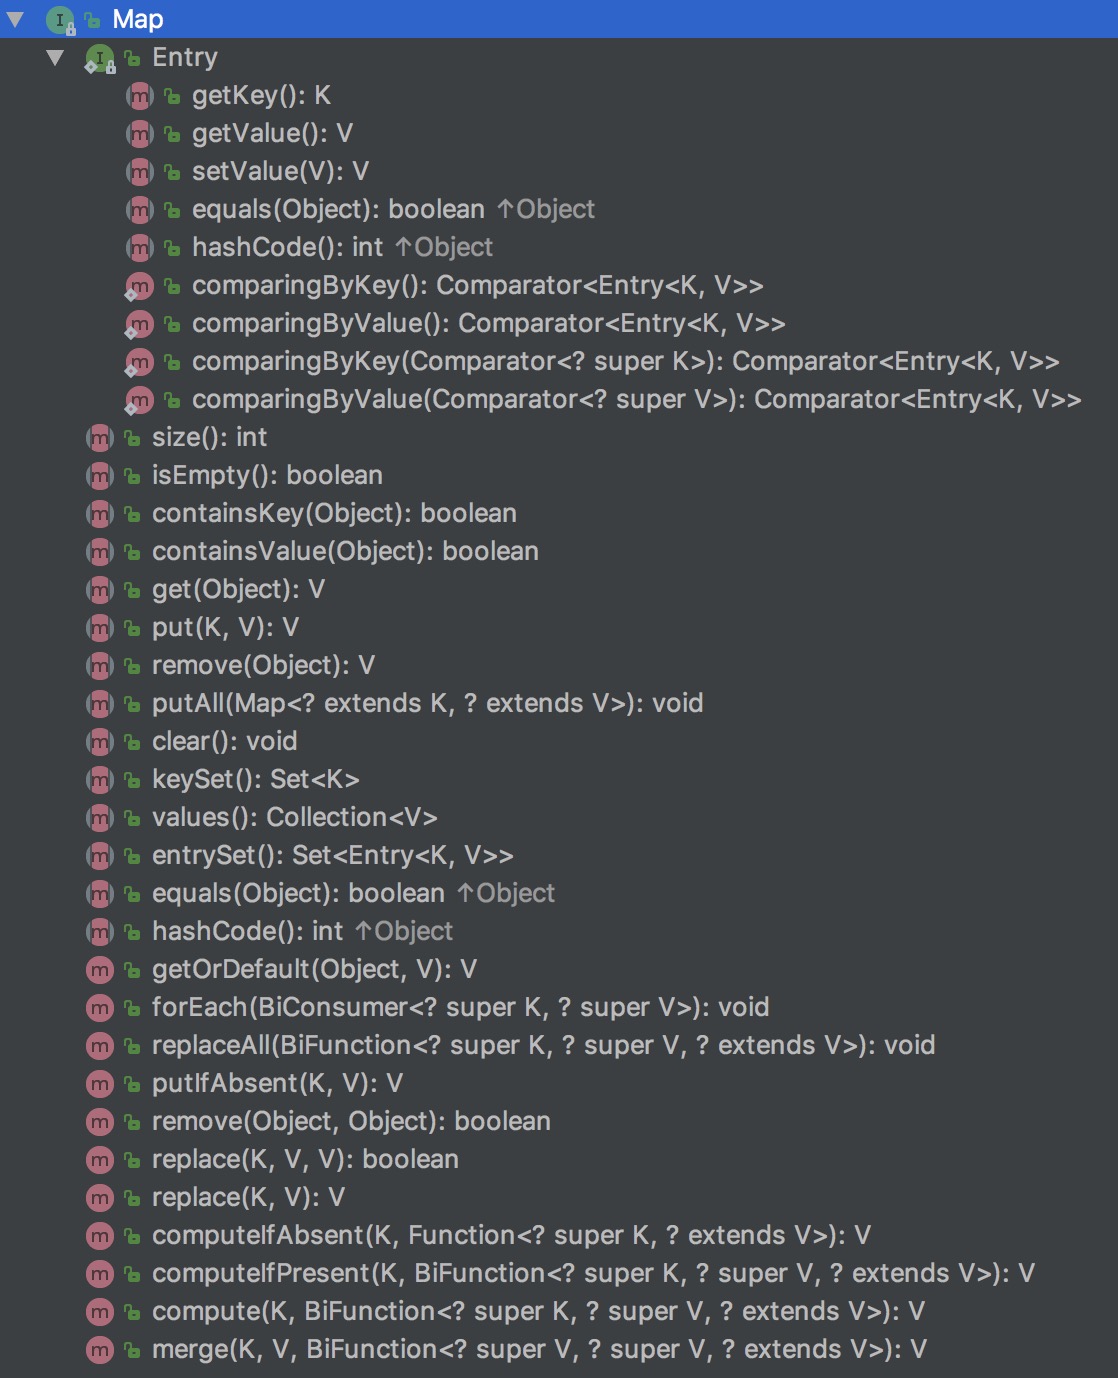 Map
Entry
getKey(): K
getValue(): V
setValue(V): V
equals(Object): boolean ↑Object
hashCode(): int ↑Object
comparingByKey(): Comparator<Entry<K, V>>
comparingByValue(): Comparator<Entry<K, V>>
comparingByKey(Comparator<? super K>): Comparator<Entry<K, V>>
comparingByValue(Comparator<? super V>): Comparator<Entry<K, V>>
size(): int
isEmpty(): boolean
containsKey(Object): boolean
containsValue(Object): boolean
get(Object): V
put(K, V): V
remove(Object): V
putAll(Map<? extends K, ? extends V>): void
clear(): void
keySet(): Set<K>
values(): Collection<V>
entrySet(): Set<Entry<K, V>>
equals(Object): boolean ↑Object
hashCode(): int ↑Object
getOrDefault(Object, V): V
forEach(BiConsumer<? super K, ? super V>): void
replaceAll(BiFunction<? super K, ? super V, ? extends V>): void
putIfAbsent(K, V): V
remove(Object, Object): boolean
replace(K, V, V): boolean
replace(K, V): V
computeIfAbsent(K, Function<? super K, ? extends V>): V
computeIfPresent(K, BiFunction<? super K, ? super V, ? extends V>): V
compute(K, BiFunction<? super K, ? super V, ? extends V>): V
merge(K, V, BiFunction<? super V, ? super V, ? extends V>): V